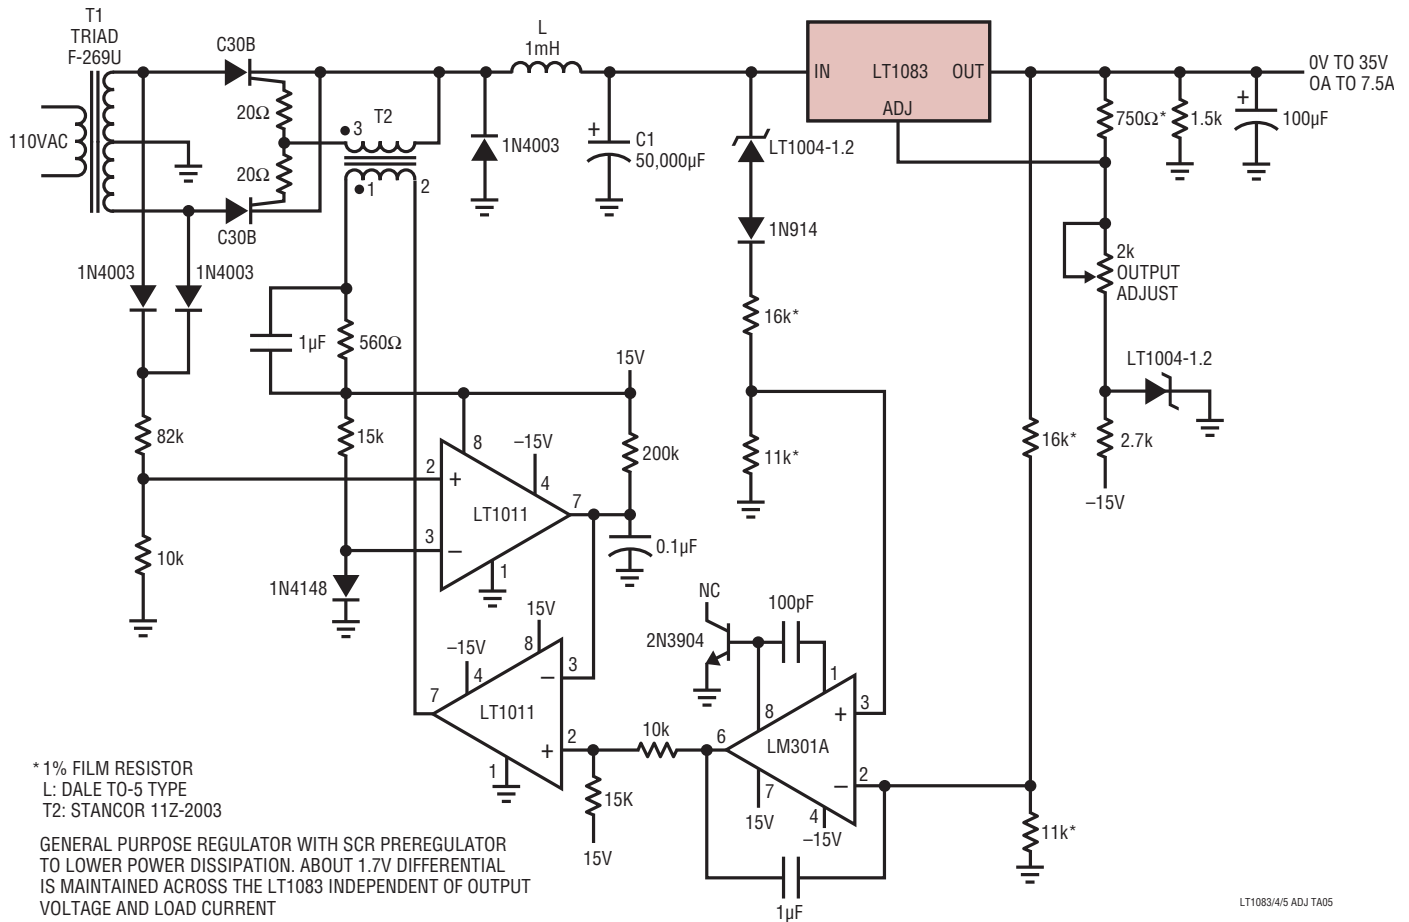 T1
TRIAD
F-269U
110VAC
C30B
20Ω
20Ω
C30B
T2
3
1
2
L
1mH
1N4003
+
C1
50,000µF
IN
LT1083
OUT
ADJ
0V TO 35V
OA TO 7.5A
750Ω*
1.5k
+
100µF
LT1004-1.2
1N914
16k*
11k*
2k
OUTPUT
ADJUST
LT1004-1.2
2.7k
–15V
16k*
11k*
1N4003
1N4003
82k
10k
1µF
560Ω
15k
1N4148
15V
200k
0.1µF
8
–15V
4
2
+
3
–
LT1011
7
1
15V
8
–15V
4
3
–
7
LT1011
2
+
1
15K
15V
10k
NC
2N3904
100pF
1
8
6
LM301A
3
+
2
–
7
15V
4
–15V
1µF
* 1% FILM RESISTOR
L: DALE TO-5 TYPE
T2: STANCOR 11Z-2003
GENERAL PURPOSE REGULATOR WITH SCR PREREGULATOR
TO LOWER POWER DISSIPATION. ABOUT 1.7V DIFFERENTIAL
IS MAINTAINED ACROSS THE LT1083 INDEPENDENT OF OUTPUT
VOLTAGE AND LOAD CURRENT
LT1083/4/5 ADJ TA05